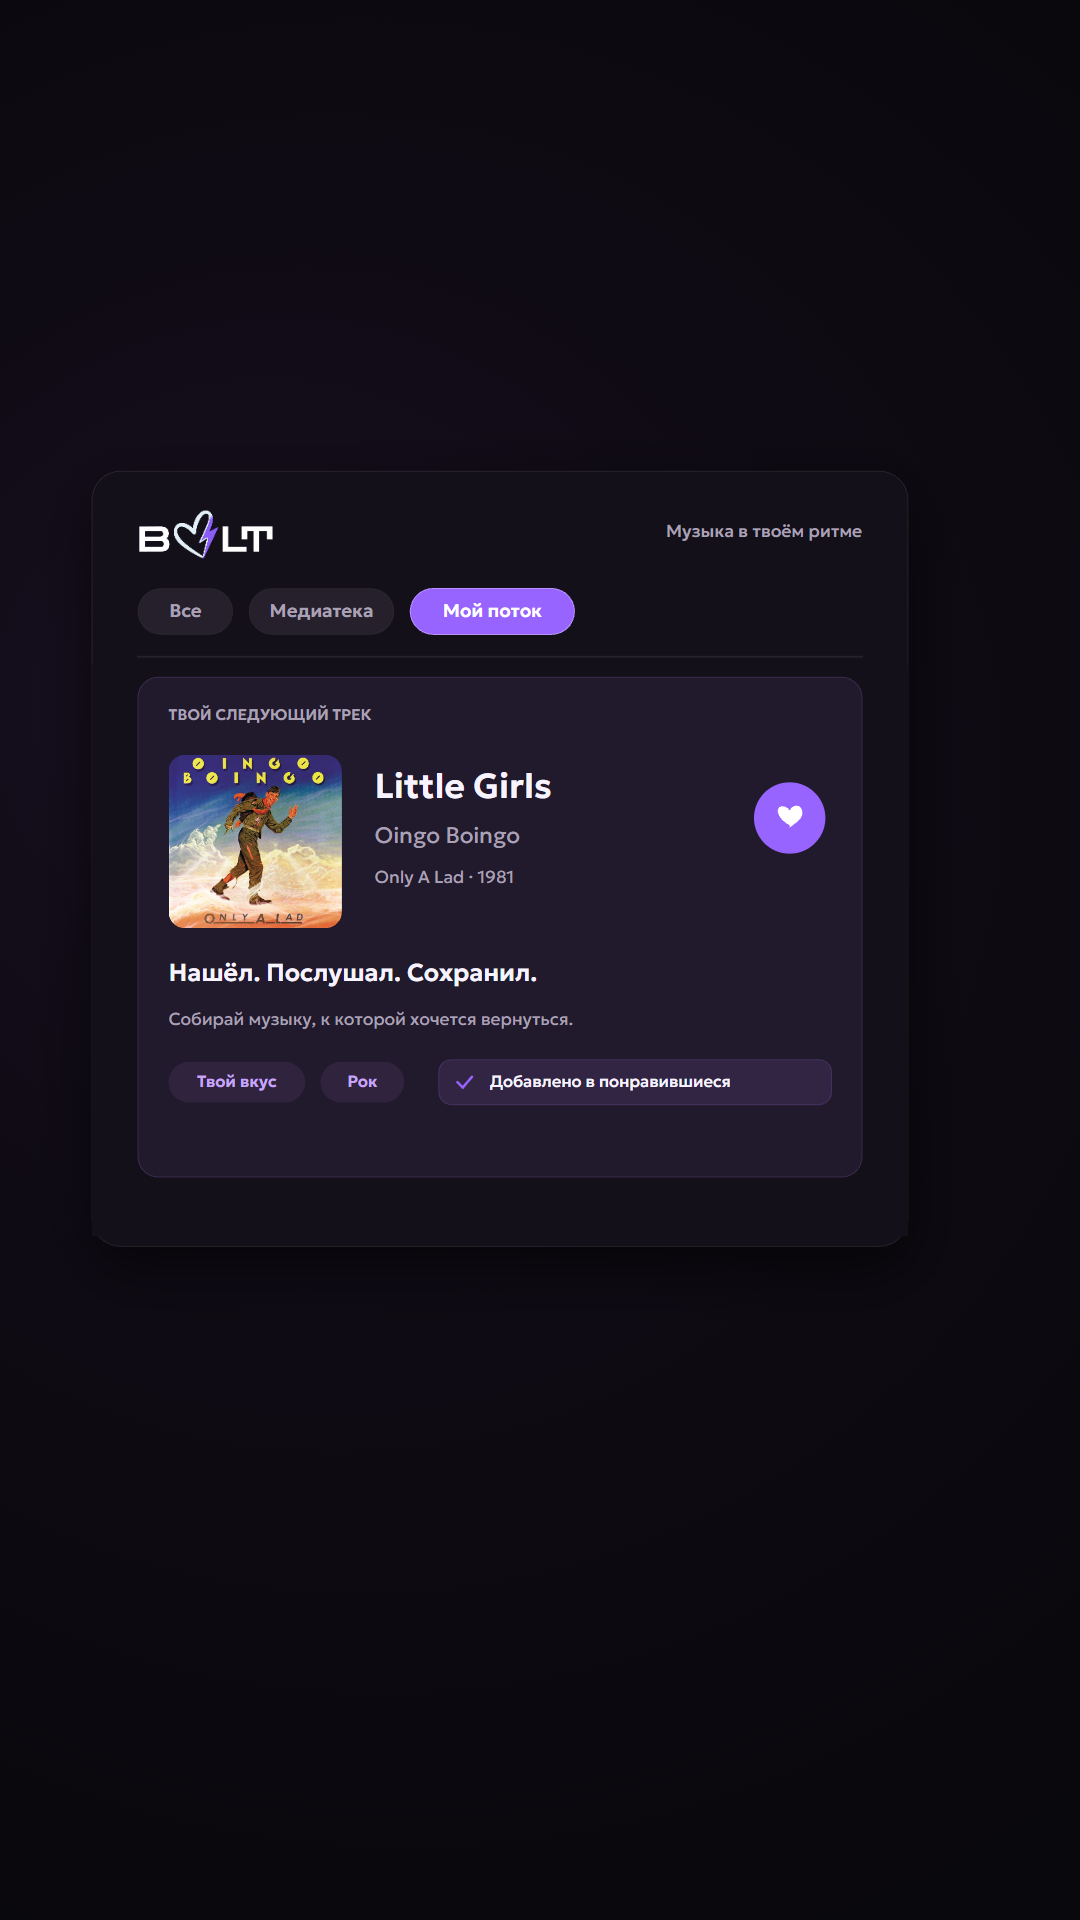 BOLT
Музыка в твоём ритме
Все
Медиатека
Мой поток
ТВОЙ СЛЕДУЮЩИЙ ТРЕК
OINGO
BOINGO
ONLY A LAD
Little Girls
Oingo Boingo
Only A Lad · 1981
Нашёл. Послушал. Сохранил.
Собирай музыку, к которой хочется вернуться.
Твой вкус
Рок
Добавлено в понравившиеся